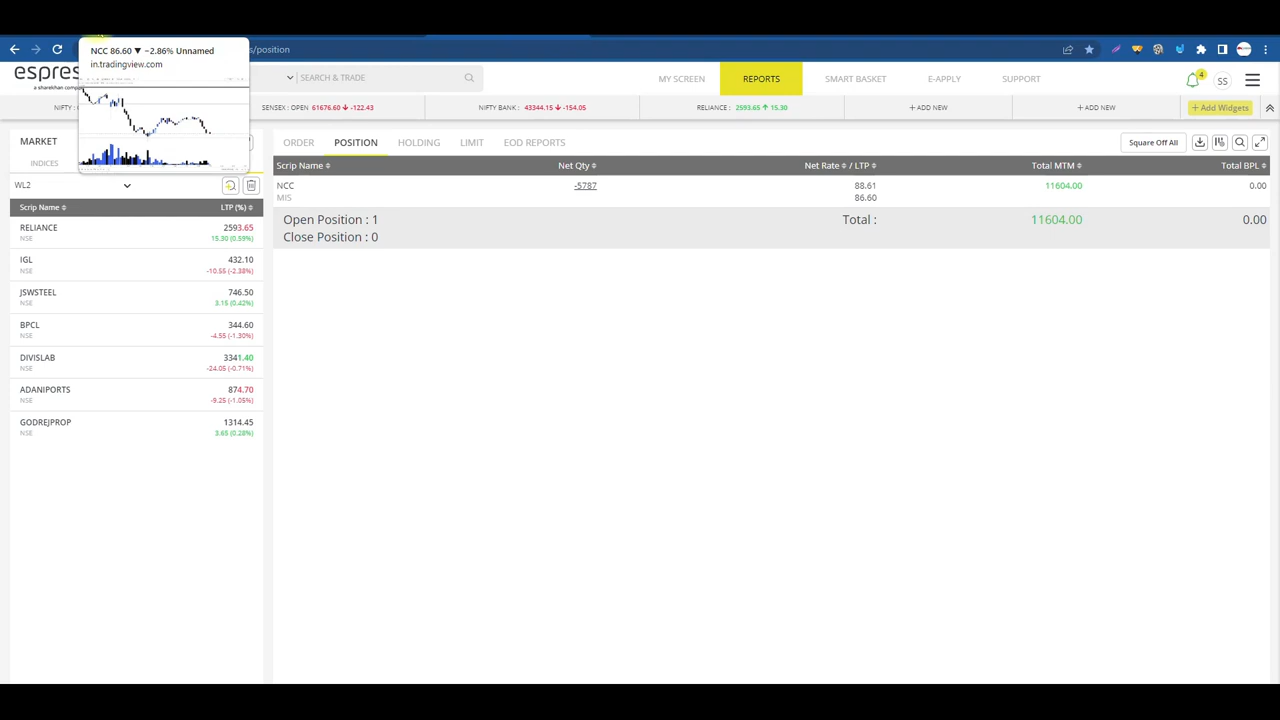 NCC 86.60 ▼ −2.86% Unnamed
in.tradingview.com
s/position
espres
a sharekhan compa
SEARCH & TRADE
MY SCREEN
REPORTS
SMART BASKET
E-APPLY
SUPPORT
4
SS
NIFTY :
SENSEX : OPEN 61676.60 ↓ -122.43
NIFTY BANK : 43344.15 ↓ -154.05
RELIANCE : 2593.65 ↑ 15.30
+ ADD NEW
+ ADD NEW
+ Add Widgets
MARKET
INDICES
WL2
Scrip Name LTP (%)
RELIANCE 2593.65
NSE 15.30 (0.59%)
IGL 432.10
NSE -10.55 (-2.38%)
JSWSTEEL 746.50
NSE 3.15 (0.42%)
BPCL 344.60
NSE -4.55 (-1.30%)
DIVISLAB 3341.40
NSE -24.05 (-0.71%)
ADANIPORTS 874.70
NSE -9.25 (-1.05%)
GODREJPROP 1314.45
NSE 3.65 (0.28%)
ORDER POSITION HOLDING LIMIT EOD REPORTS
Square Off All
Scrip Name Net Qty Net Rate / LTP Total MTM Total BPL
NCC -5787 88.61 11604.00 0.00
MIS 86.60
Open Position : 1 Total : 11604.00 0.00
Close Position : 0